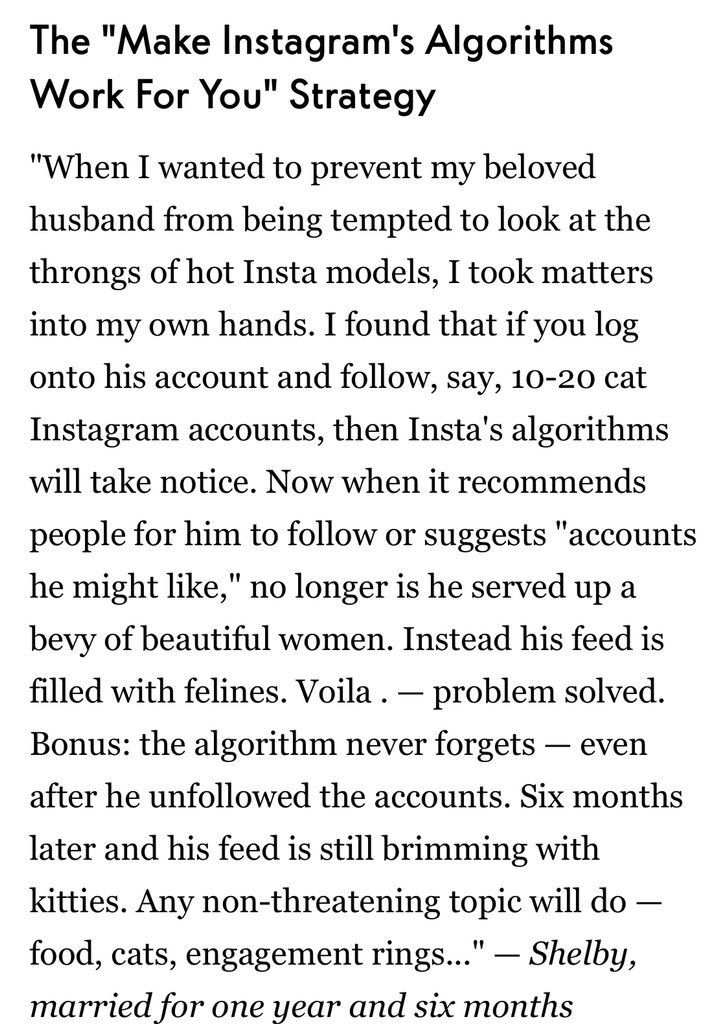 The "Make Instagram's Algorithms
Work For You" Strategy
"When I wanted to prevent my beloved
husband from being tempted to look at the
throngs of hot Insta models, I took matters
into my own hands. I found that if you log
onto his account and follow, say, 10-20 cat
Instagram accounts, then Insta's algorithms
will take notice. Now when it recommends
people for him to follow or suggests "accounts
he might like," no longer is he served up a
bevy of beautiful women. Instead his feed is
filled with felines. Voila . — problem solved.
Bonus: the algorithm never forgets — even
after he unfollowed the accounts. Six months
later and his feed is still brimming with
kitties. Any non-threatening topic will do —
food, cats, engagement rings..." — Shelby,
married for one year and six months